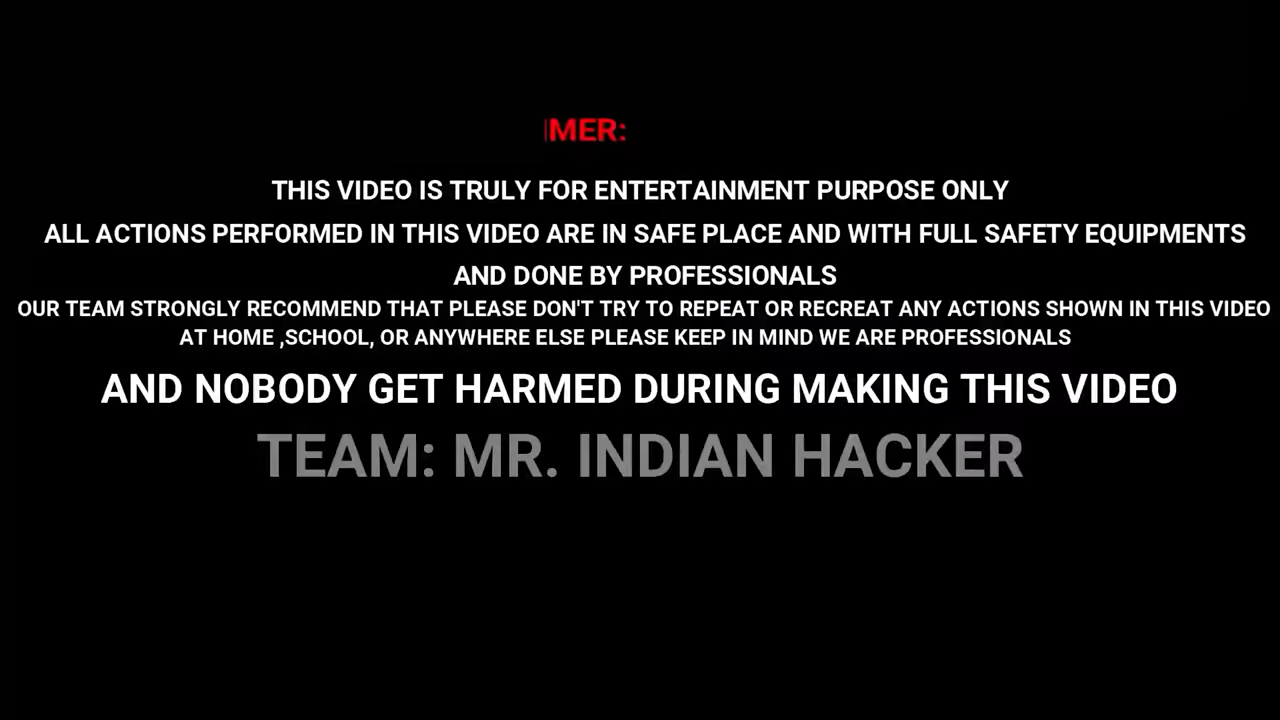 MER:
THIS VIDEO IS TRULY FOR ENTERTAINMENT PURPOSE ONLY
ALL ACTIONS PERFORMED IN THIS VIDEO ARE IN SAFE PLACE AND WITH FULL SAFETY EQUIPMENTS
AND DONE BY PROFESSIONALS
OUR TEAM STRONGLY RECOMMEND THAT PLEASE DON'T TRY TO REPEAT OR RECREAT ANY ACTIONS SHOWN IN THIS VIDEO
AT HOME ,SCHOOL, OR ANYWHERE ELSE PLEASE KEEP IN MIND WE ARE PROFESSIONALS
AND NOBODY GET HARMED DURING MAKING THIS VIDEO
TEAM: MR. INDIAN HACKER